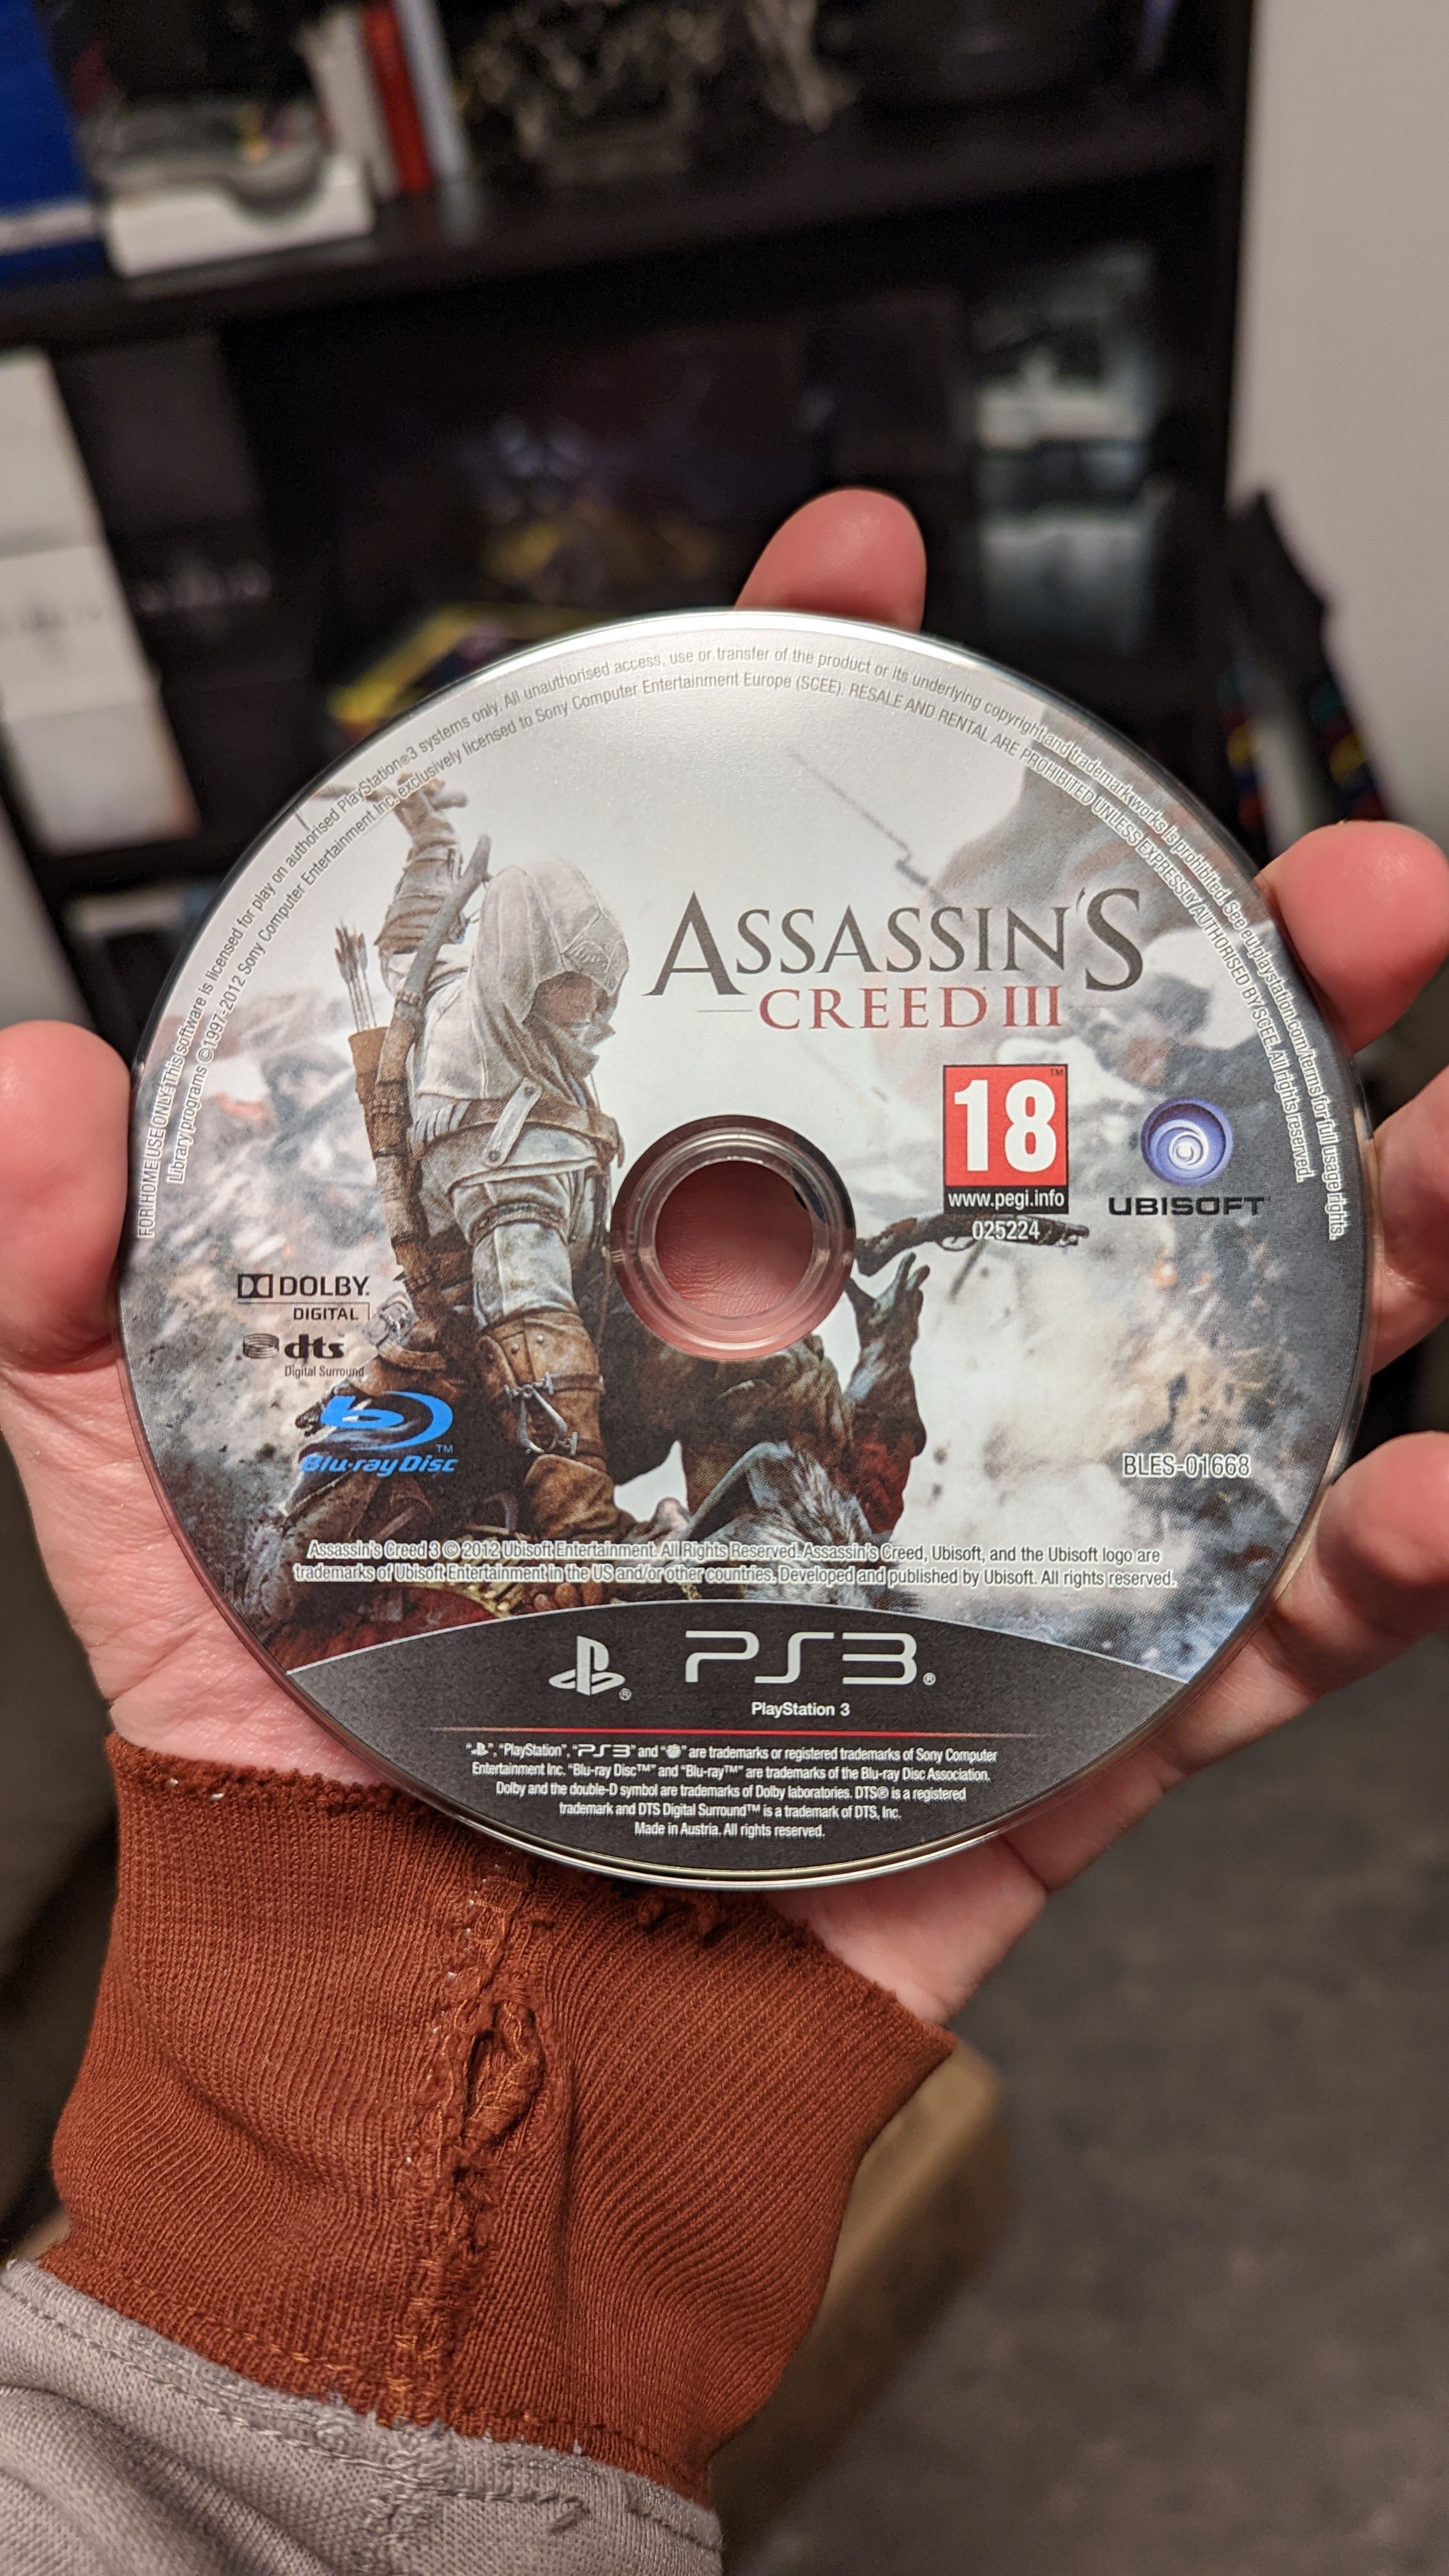 FOR HOME USE ONLY: This software is licensed for play on authorised PlayStation®3 systems only. All unauthorised access, use or transfer of the product or its underlying copyright and trademark works is prohibited. See eu.playstation.com/terms for full usage rights.
Library programs ©1997-2012 Sony Computer Entertainment Inc. exclusively licensed to Sony Computer Entertainment Europe (SCEE). RESALE AND RENTAL ARE PROHIBITED UNLESS EXPRESSLY AUTHORISED BY SCEE. All rights reserved.
ASSASSIN'S
CREED III
18™
www.pegi.info
025224
UBISOFT
DOLBY
DIGITAL
dts
Digital Surround
Blu-ray Disc™
BLES-01668
Assassin's Creed 3 © 2012 Ubisoft Entertainment. All Rights Reserved. Assassin's Creed, Ubisoft, and the Ubisoft logo are
trademarks of Ubisoft Entertainment in the US and/or other countries. Developed and published by Ubisoft. All rights reserved.
PS3®
PlayStation 3
"", "PlayStation", "PS3" and "" are trademarks or registered trademarks of Sony Computer
Entertainment Inc. "Blu-ray Disc™" and "Blu-ray™" are trademarks of the Blu-ray Disc Association.
Dolby and the double-D symbol are trademarks of Dolby laboratories. DTS® is a registered
trademark and DTS Digital Surround™ is a trademark of DTS, Inc.
Made in Austria. All rights reserved.